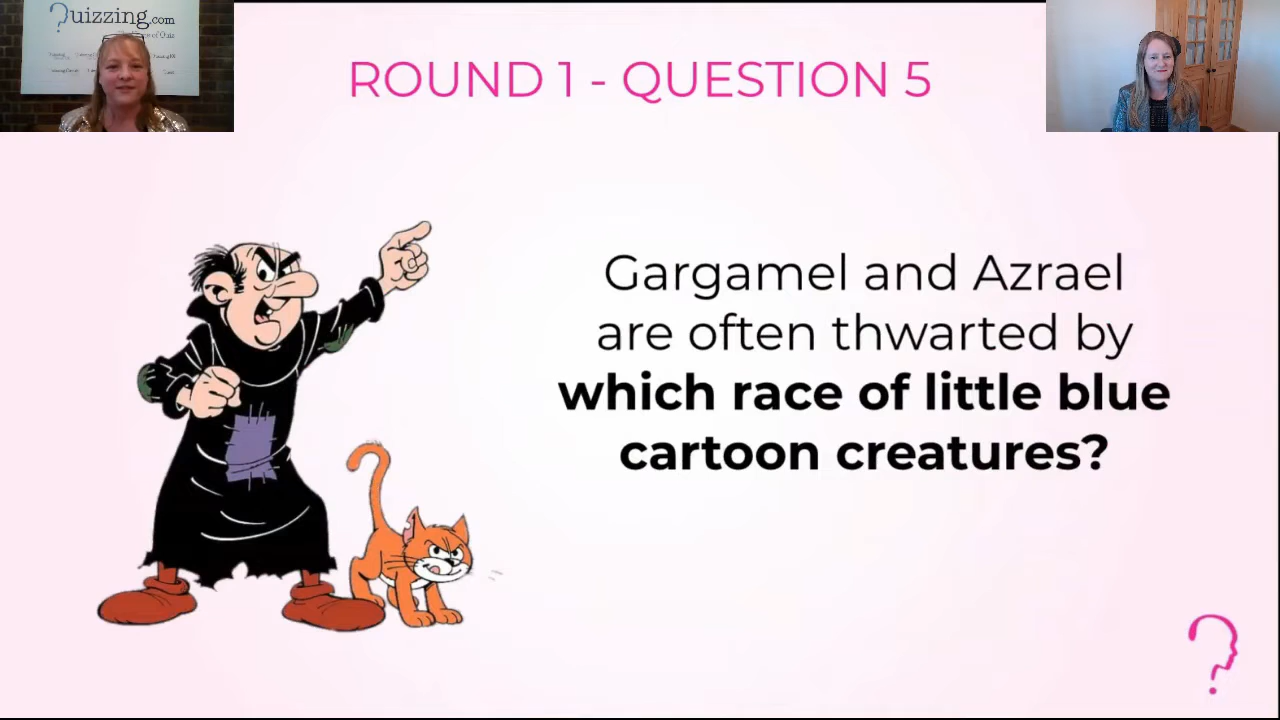 ?uizzing.com
ROUND 1 - QUESTION 5
Gargamel and Azrael
are often thwarted by
which race of little blue
cartoon creatures?
?